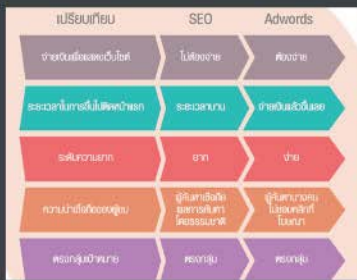 เปรียบเทียบ SEO Adwords
จ่ายเงินเพื่อแสดงเว็บไซต์ ไม่ต้องจ่าย ต้องจ่าย
ระยะเวลาในการขึ้นไปติดหน้าแรก ระยะเวลานาน จ่ายเงินแล้วขึ้นเลย
ระดับความยาก ยาก ง่าย
ความน่าเชื่อถือของผู้ชม
ผู้ค้นหาเชื่อถือ
ผลการค้นหา
โดยธรรมชาติ
ผู้ค้นหาบางคน
ไม่ชอบคลิกที่
โฆษณา
ตรงกลุ่มเป้าหมาย ตรงกลุ่ม ตรงกลุ่ม